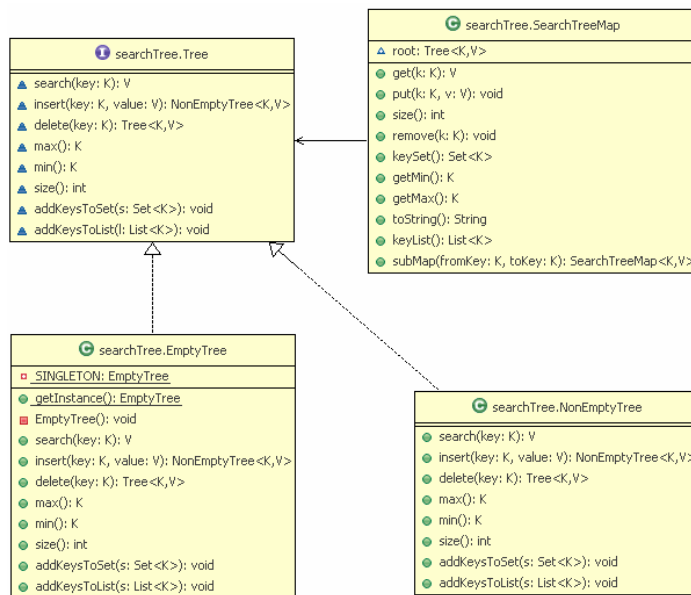 I searchTree.Tree
search(key: K): V
insert(key: K, value: V): NonEmptyTree<K,V>
delete(key: K): Tree<K,V>
max(): K
min(): K
size(): int
addKeysToSet(s: Set<K>): void
addKeysToList(l: List<K>): void
C searchTree.SearchTreeMap
root: Tree<K,V>
get(k: K): V
put(k: K, v: V): void
size(): int
remove(k: K): void
keySet(): Set<K>
getMin(): K
getMax(): K
toString(): String
keyList(): List<K>
subMap(fromKey: K, toKey: K): SearchTreeMap<K,V>
C searchTree.EmptyTree
SINGLETON: EmptyTree
getInstance(): EmptyTree
EmptyTree(): void
search(key: K): V
insert(key: K, value: V): NonEmptyTree<K,V>
delete(key: K): Tree<K,V>
max(): K
min(): K
size(): int
addKeysToSet(s: Set<K>): void
addKeysToList(s: List<K>): void
C searchTree.NonEmptyTree
search(key: K): V
insert(key: K, value: V): NonEmptyTree<K,V>
delete(key: K): Tree<K,V>
max(): K
min(): K
size(): int
addKeysToSet(s: Set<K>): void
addKeysToList(s: List<K>): void